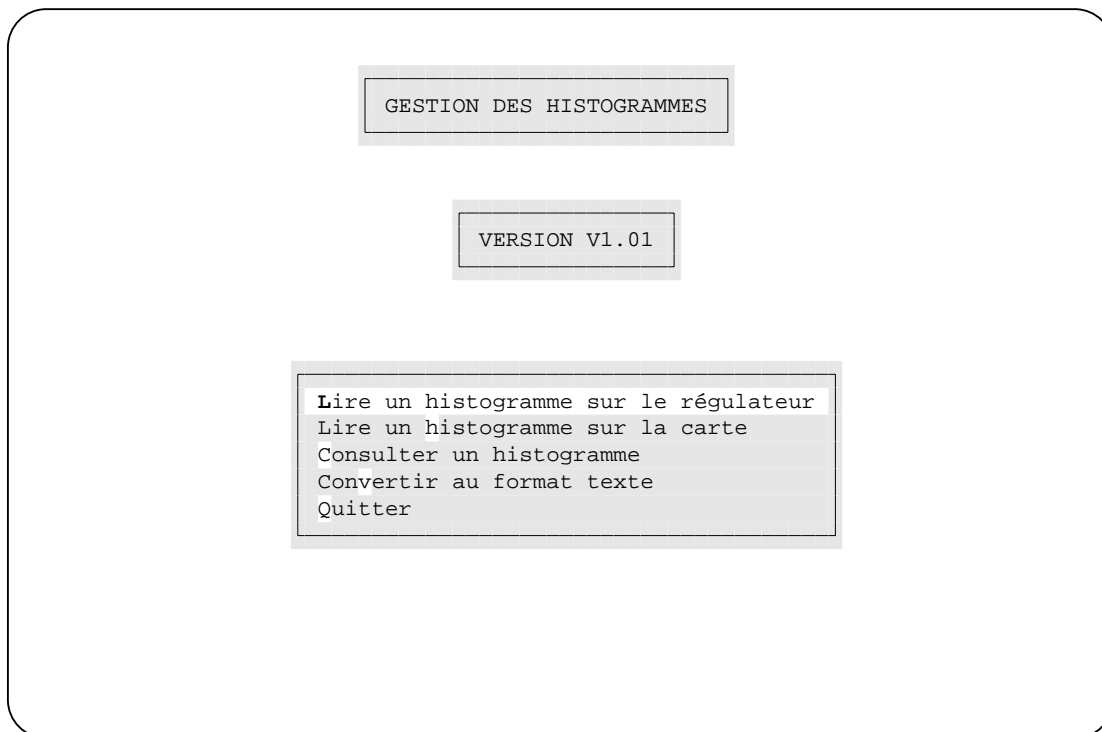 GESTION DES HISTOGRAMMES
VERSION V1.01
Lire un histogramme sur le régulateur
Lire un histogramme sur la carte
Consulter un histogramme
Convertir au format texte
Quitter